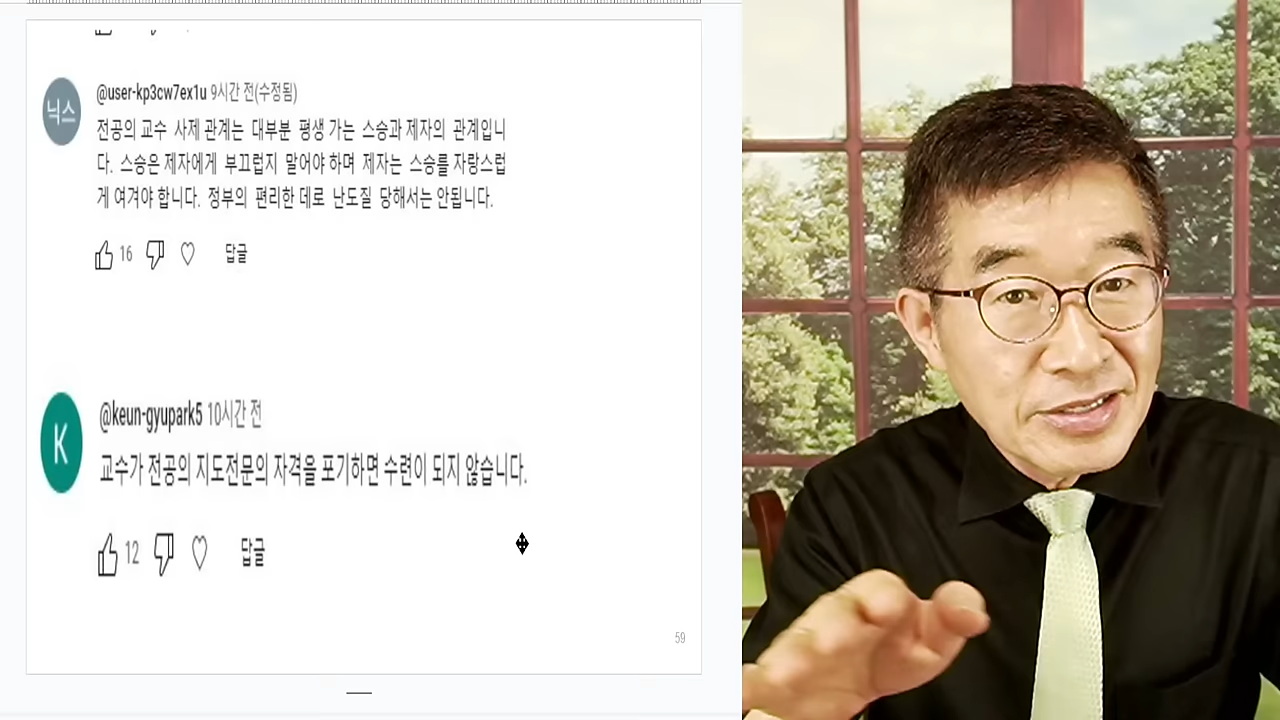 닉스
@user-kp3cw7ex1u 9시간 전(수정됨)
전공의 교수 사제 관계는 대부분 평생 가는 스승과 제자의 관계입니
다. 스승은 제자에게 부끄럽지 말어야 하며 제자는 스승를 자랑스럽
게 여겨야 합니다. 정부의 편리한 데로 난도질 당해서는 안됩니다.
16 답글
K
@keun-gyupark5 10시간 전
교수가 전공의 지도전문의 자격을 포기하면 수련이 되지 않습니다.
12 답글
59